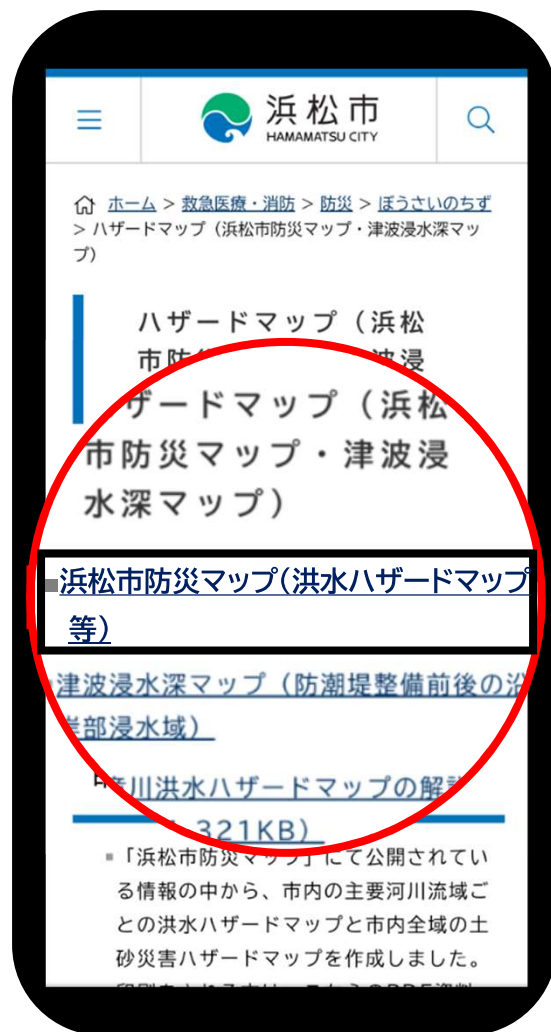 浜松市
HAMAMATSU CITY
ホーム > 救急医療・消防 > 防災 > ぼうさいのちず
> ハザードマップ（浜松市防災マップ・津波浸水深マッ
プ）
ハザードマップ（浜松
市防
波浸
ザードマップ（浜松
市防災マップ・津波浸
水深マップ）
■浜松市防災マップ(洪水ハザードマップ
等)
津波浸水深マップ（防潮堤整備前後の沿
岸部浸水域）
川洪水ハザードマップの解
321KB）
■「浜松市防災マップ」にて公開されてい
る情報の中から、市内の主要河川流域ご
との洪水ハザードマップと市内全域の土
砂災害ハザードマップを作成しました。